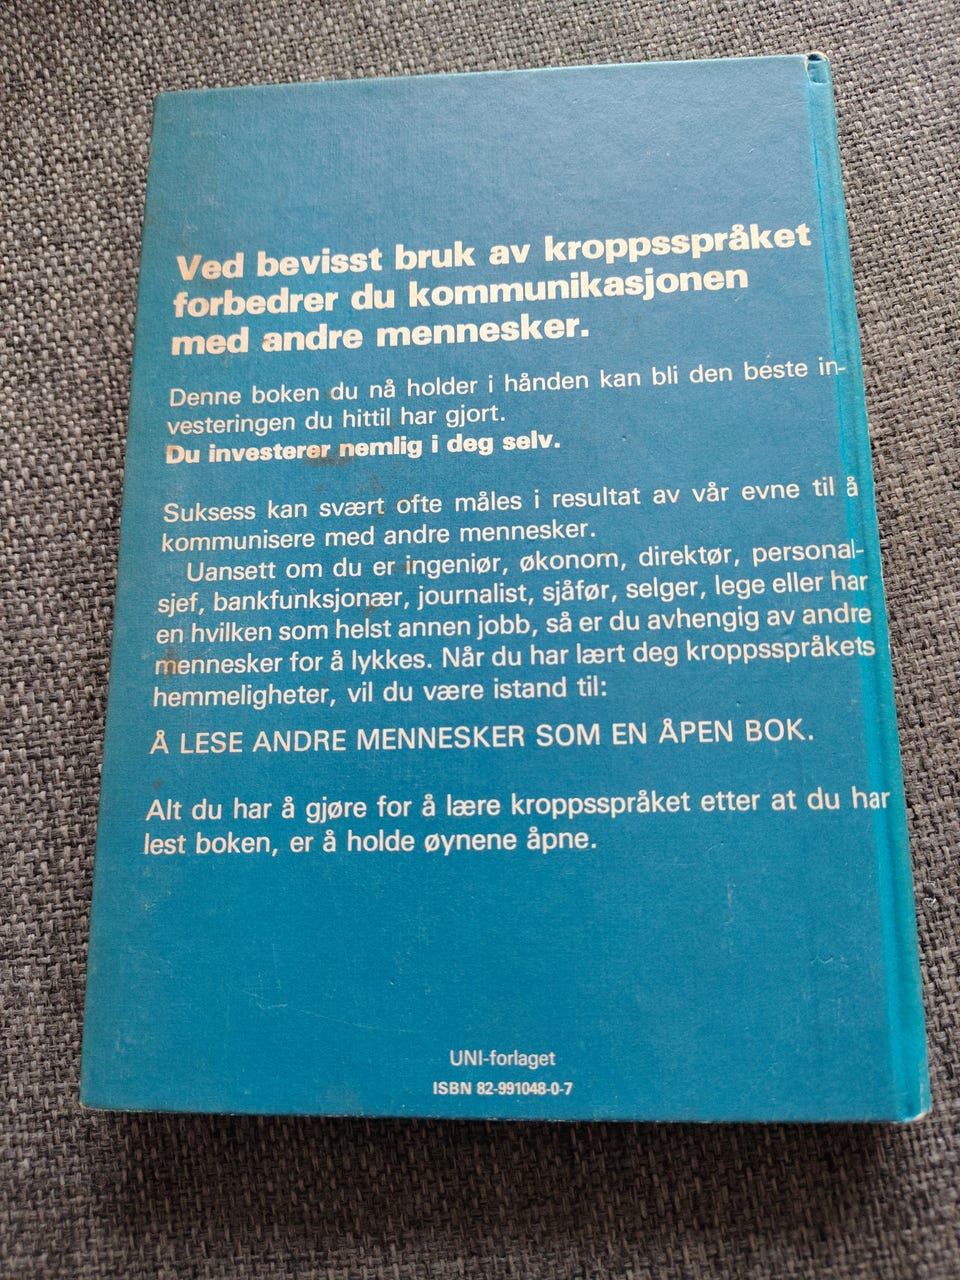 Ved bevisst bruk av kroppsspråket
forbedrer du kommunikasjonen
med andre mennesker.
Denne boken du nå holder i hånden kan bli den beste in-
vesteringen du hittil har gjort.
Du investerer nemlig i deg selv.
Suksess kan svært ofte måles i resultat av vår evne til å
kommunisere med andre mennesker.
Uansett om du er ingeniør, økonom, direktør, personal-
sjef, bankfunksjonær, journalist, sjåfør, selger, lege eller har
en hvilken som helst annen jobb, så er du avhengig av andre
mennesker for å lykkes. Når du har lært deg kroppsspråkets
hemmeligheter, vil du være istand til:
Å LESE ANDRE MENNESKER SOM EN ÅPEN BOK.
Alt du har å gjøre for å lære kroppsspråket etter at du har
lest boken, er å holde øynene åpne.
UNI-forlaget
ISBN 82-991048-0-7